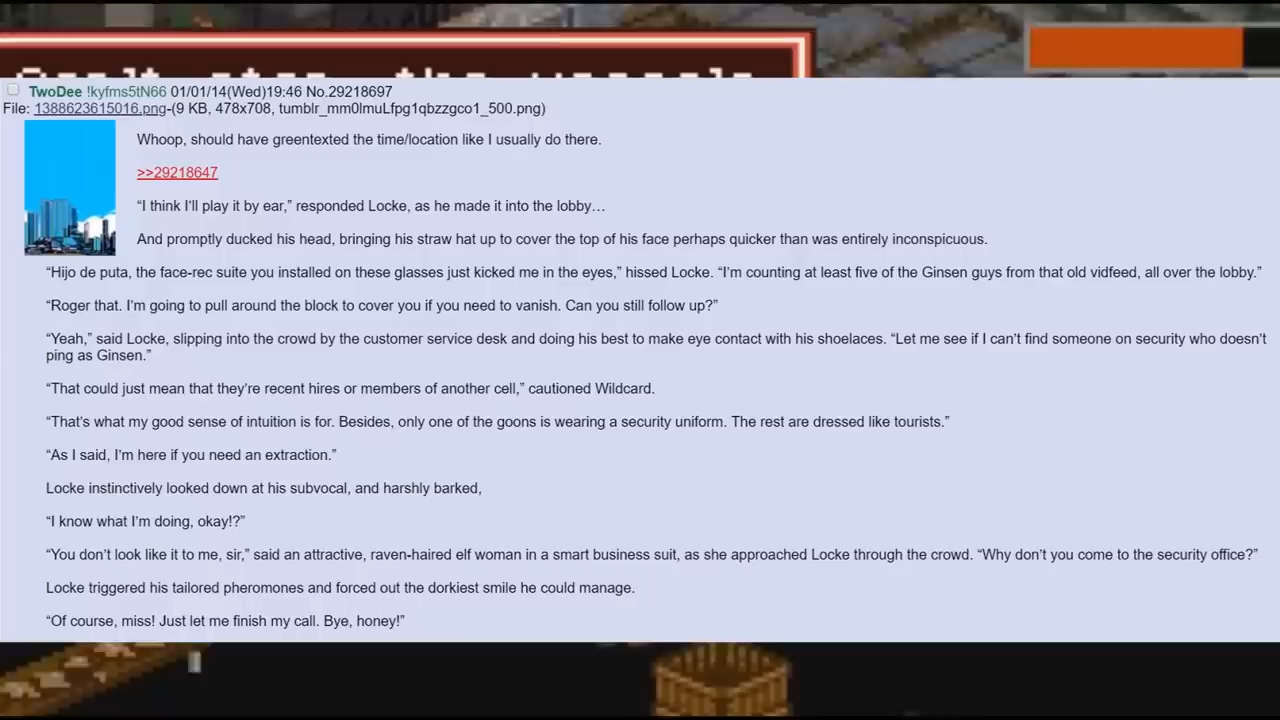 TwoDee !kyfms5tN66 01/01/14(Wed)19:46 No.29218697
File: 1388623615016.png-(9 KB, 478x708, tumblr_mm0lmuLfpg1qbzzgco1_500.png)
Whoop, should have greentexted the time/location like I usually do there.
>>29218647
“I think I’ll play it by ear,” responded Locke, as he made it into the lobby…
And promptly ducked his head, bringing his straw hat up to cover the top of his face perhaps quicker than was entirely inconspicuous.
“Hijo de puta, the face-rec suite you installed on these glasses just kicked me in the eyes,” hissed Locke. “I’m counting at least five of the Ginsen guys from that old vidfeed, all over the lobby.”
“Roger that. I’m going to pull around the block to cover you if you need to vanish. Can you still follow up?”
“Yeah,” said Locke, slipping into the crowd by the customer service desk and doing his best to make eye contact with his shoelaces. “Let me see if I can’t find someone on security who doesn’t
ping as Ginsen.”
“That could just mean that they’re recent hires or members of another cell,” cautioned Wildcard.
“That’s what my good sense of intuition is for. Besides, only one of the goons is wearing a security uniform. The rest are dressed like tourists.”
“As I said, I’m here if you need an extraction.”
Locke instinctively looked down at his subvocal, and harshly barked,
“I know what I’m doing, okay!?”
“You don’t look like it to me, sir,” said an attractive, raven-haired elf woman in a smart business suit, as she approached Locke through the crowd. “Why don’t you come to the security office?”
Locke triggered his tailored pheromones and forced out the dorkiest smile he could manage.
“Of course, miss! Just let me finish my call. Bye, honey!”